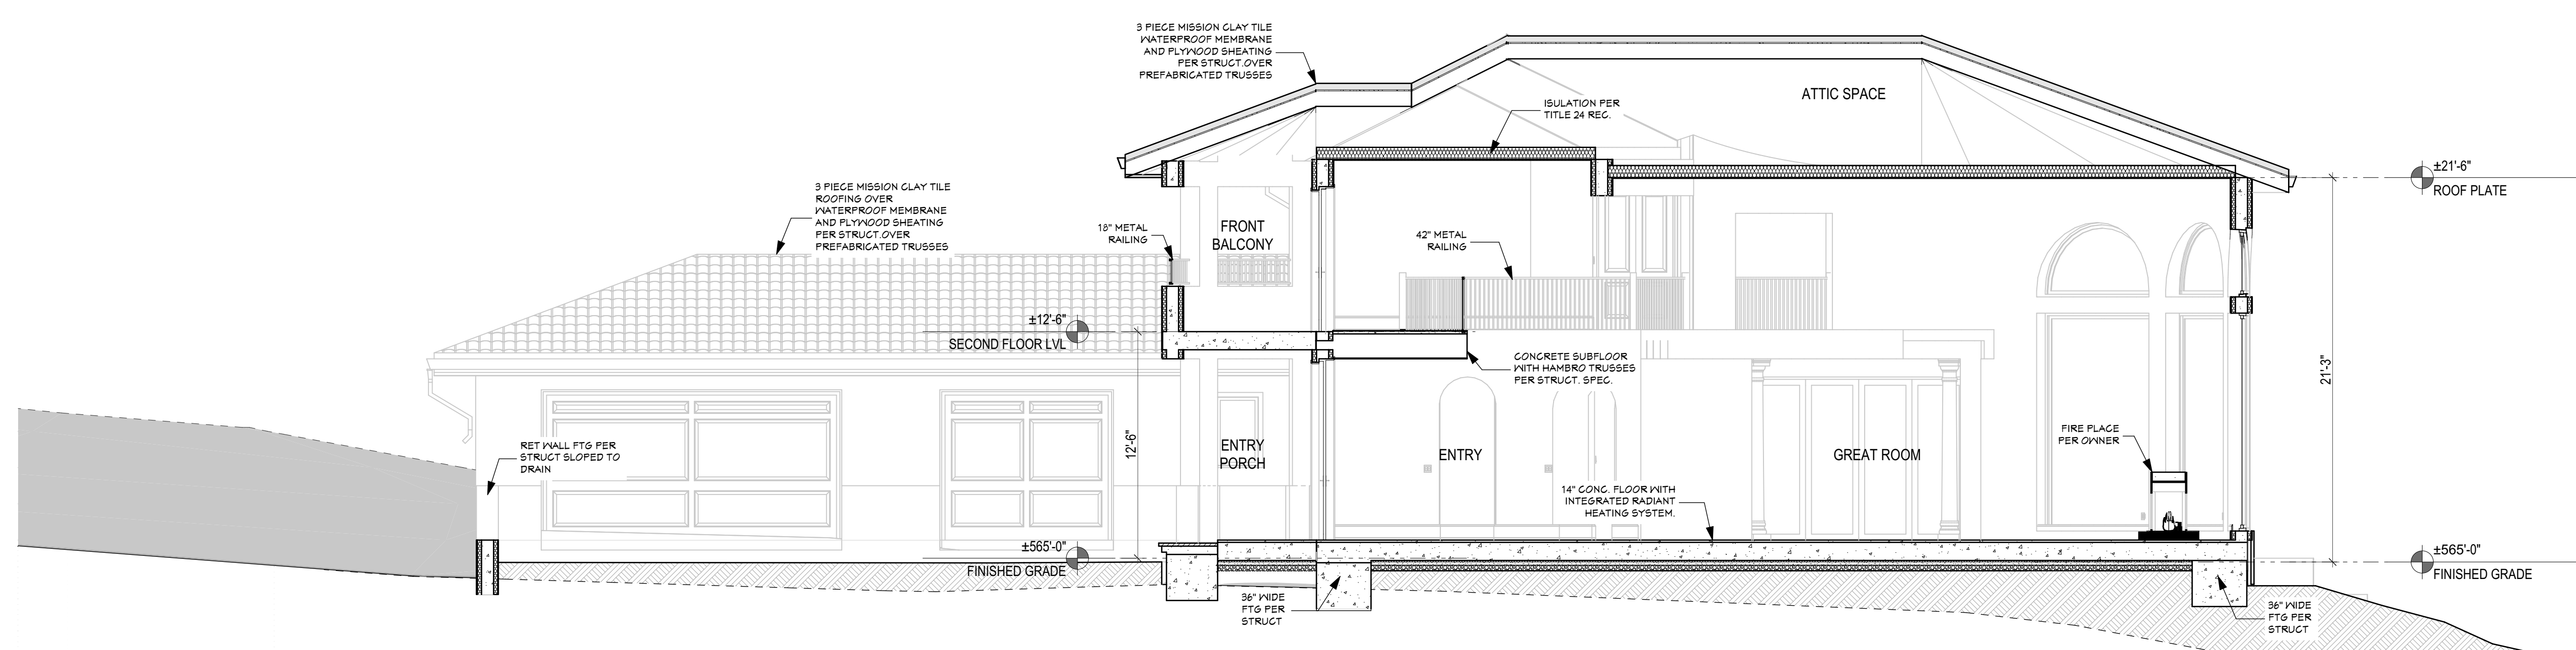 3 PIECE MISSION CLAY TILE
WATERPROOF MEMBRANE
AND PLYWOOD SHEATING
PER STRUCT.OVER
PREFABRICATED TRUSSES
ATTIC SPACE
ISULATION PER
TITLE 24 REC.
±21'-6"
ROOF PLATE
3 PIECE MISSION CLAY TILE
ROOFING OVER
WATERPROOF MEMBRANE
AND PLYWOOD SHEATING
PER STRUCT.OVER
PREFABRICATED TRUSSES
18" METAL
RAILING
FRONT
BALCONY
42" METAL
RAILING
±12'-6"
SECOND FLOOR LVL
CONCRETE SUBFLOOR
WITH HAMBRO TRUSSES
PER STRUCT. SPEC.
21'-3"
RET WALL FTG PER
STRUCT SLOPED TO
DRAIN
12'-6"
ENTRY
PORCH
ENTRY
GREAT ROOM
FIRE PLACE
PER OWNER
14" CONC. FLOOR WITH
INTEGRATED RADIANT
HEATING SYSTEM.
±565'-0"
FINISHED GRADE
±565'-0"
FINISHED GRADE
36" WIDE
FTG PER
STRUCT
36" WIDE
FTG PER
STRUCT